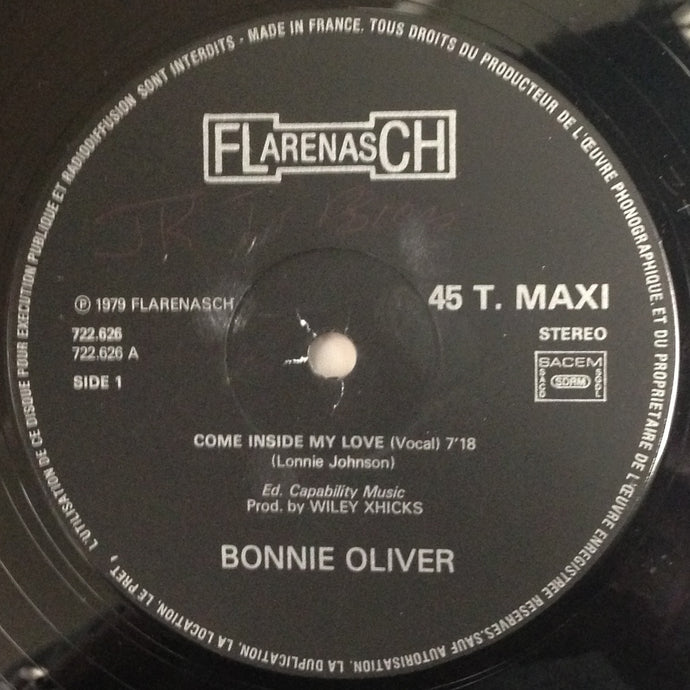 MADE IN FRANCE. TOUS DROITS DU PRODUCTEUR DE L'ŒUVRE PHONOGRAPHIQUE. ET DU PROPRIETAIRE DE L'ŒUVRE ENREGISTREE RESERVES. SAUF AUTORISATION. LA DUPLICATION. LA LOCATION. LE PRET, L'UTILISATION DE CE DISQUE POUR EXECUTION PUBLIQUE ET RADIODIFFUSION SONT INTERDITS -
FLARENASCH
℗ 1979 FLARENASCH
45 T. MAXI
722.626
STEREO
722.626 A
SACEM
SACD SDRM SGDL
SIDE 1
COME INSIDE MY LOVE (Vocal) 7'18
(Lonnie Johnson)
Ed. Capability Music
Prod. by WILEY XHICKS
BONNIE OLIVER